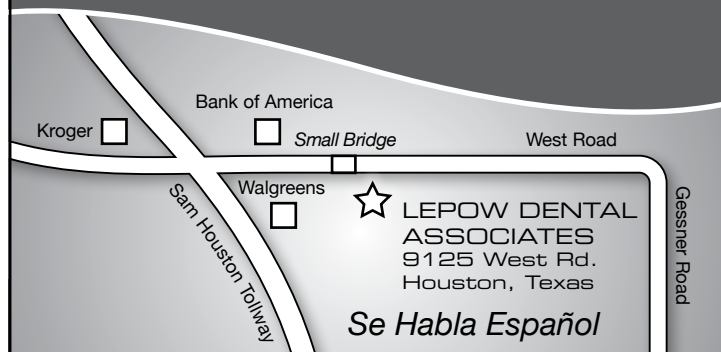 Bank of America
Kroger
Small Bridge
West Road
Walgreens
Sam Houston Tollway
Gessner Road
LEPOW DENTAL
ASSOCIATES
9125 West Rd.
Houston, Texas
Se Habla Español